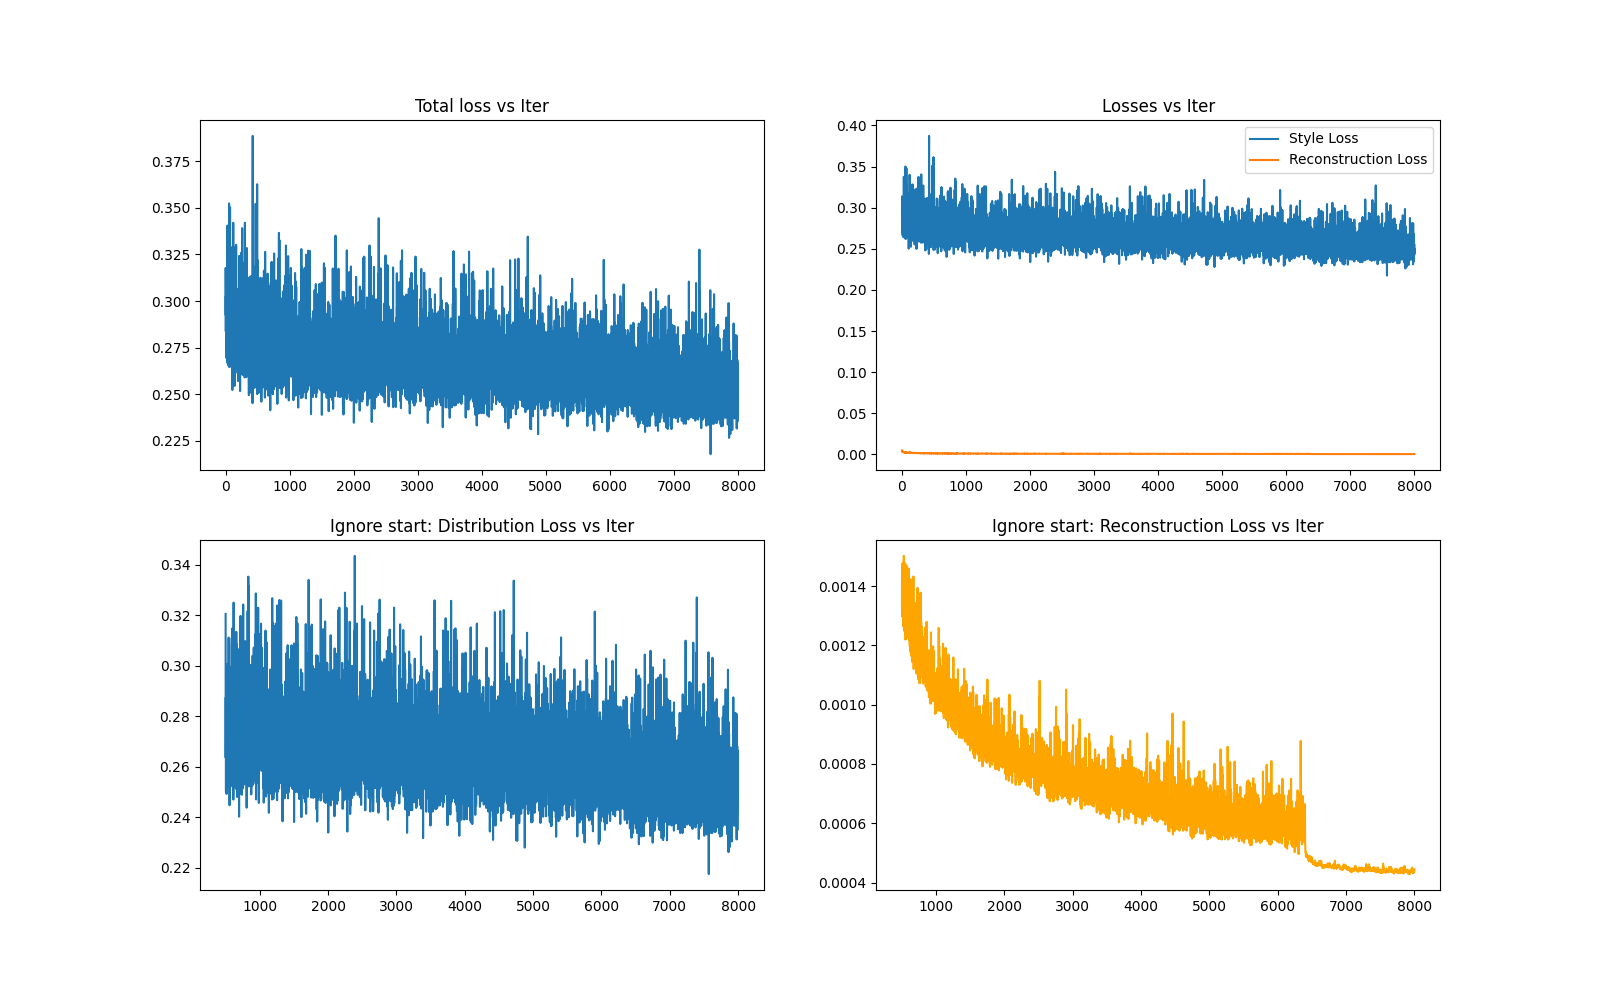 Total loss vs Iter
0.375
0.350
0.325
0.300
0.275
0.250
0.225
0 1000 2000 3000 4000 5000 6000 7000 8000
Losses vs Iter
Style Loss
Reconstruction Loss
0.40
0.35
0.30
0.25
0.20
0.15
0.10
0.05
0.00
0 1000 2000 3000 4000 5000 6000 7000 8000
Ignore start: Distribution Loss vs Iter
0.34
0.32
0.30
0.28
0.26
0.24
0.22
1000 2000 3000 4000 5000 6000 7000 8000
Ignore start: Reconstruction Loss vs Iter
0.0014
0.0012
0.0010
0.0008
0.0006
0.0004
1000 2000 3000 4000 5000 6000 7000 8000